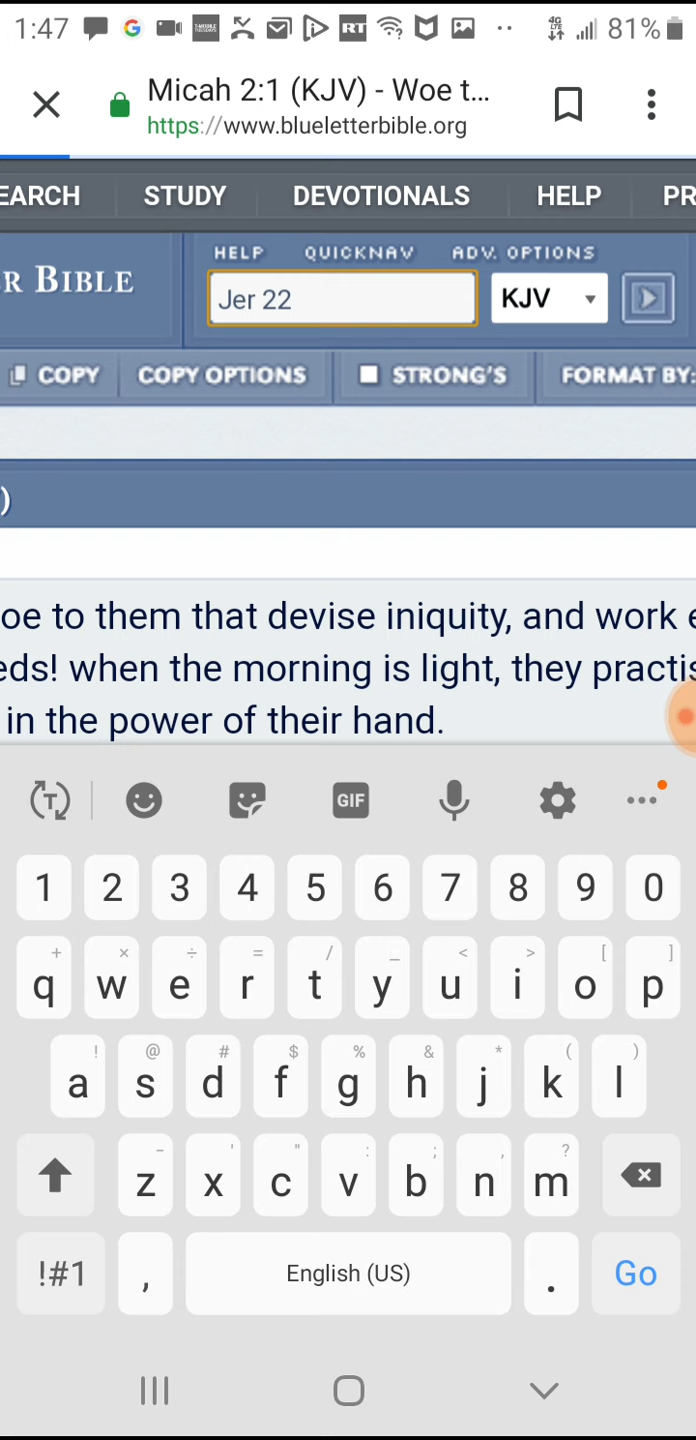 1:47 RT 4G LTE 81%
Micah 2:1 (KJV) - Woe t...
https://www.blueletterbible.org
EARCH STUDY DEVOTIONALS HELP PR
HELP QUICKNAV ADV. OPTIONS
R BIBLE Jer 22 KJV
COPY COPY OPTIONS STRONG'S FORMAT BY:
)
oe to them that devise iniquity, and work e
eds! when the morning is light, they practis
in the power of their hand.
T GIF
1 2 3 4 5 6 7 8 9 0
+ × ÷ = / _ < > [ ]
q w e r t y u i o p
! @ # $ % & * ( )
a s d f g h j k l
- ' " : ; , ?
z x c v b n m
!#1 , English (US) . Go